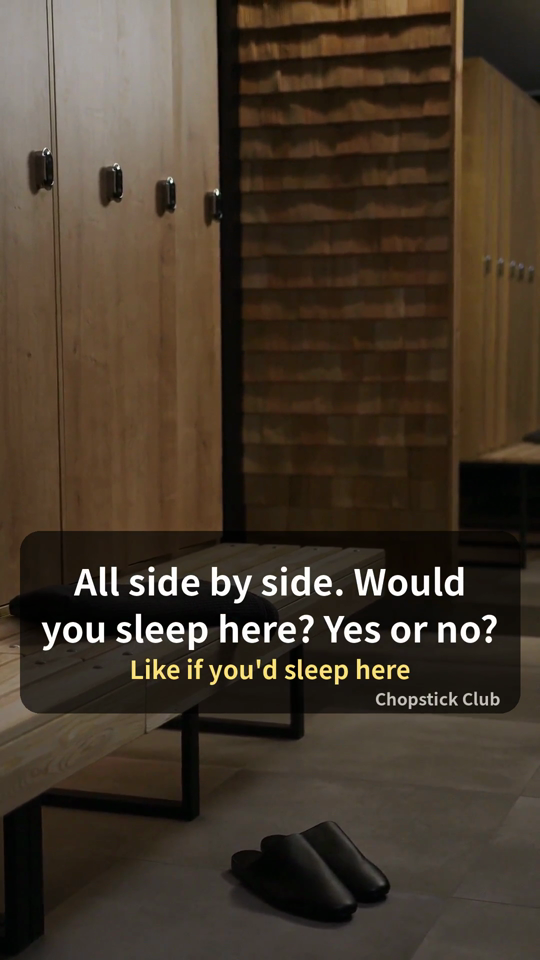 All side by side. Would
you sleep here? Yes or no?
Like if you'd sleep here
Chopstick Club